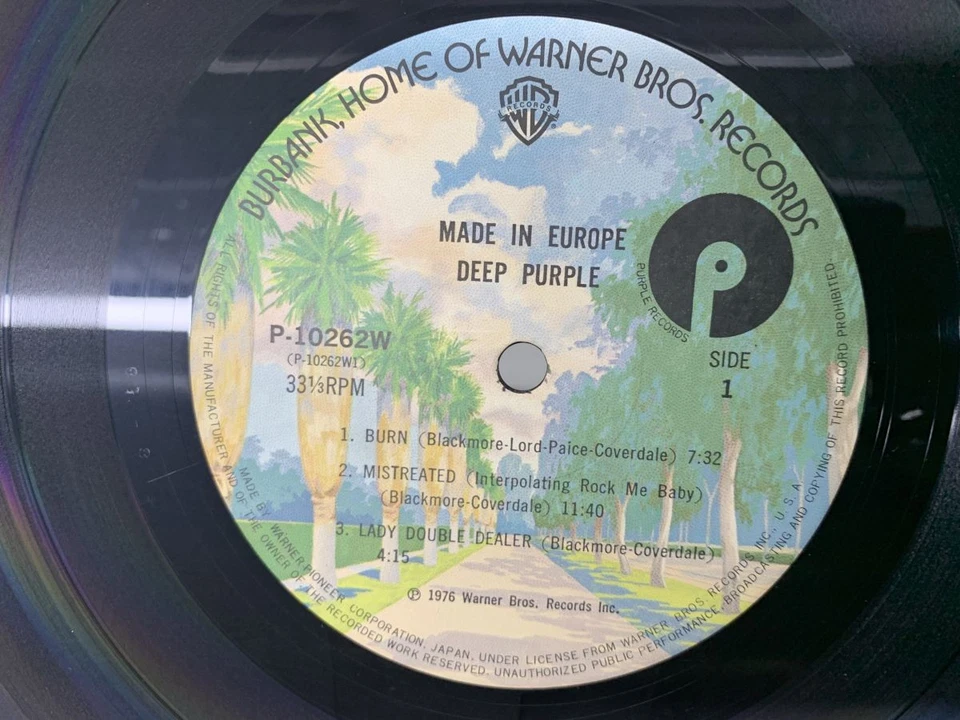 BURBANK, HOME OF WARNER BROS. RECORDS
RECORDS
MADE IN EUROPE
DEEP PURPLE
PURPLE RECORDS
P-10262W
(P-10262W1)
33⅓RPM
SIDE
1
1. BURN (Blackmore-Lord-Paice-Coverdale) 7:32
2. MISTREATED (Interpolating Rock Me Baby)
(Blackmore-Coverdale) 11:40
3. LADY DOUBLE DEALER (Blackmore-Coverdale)
4:15
℗ 1976 Warner Bros. Records Inc.
MADE BY WARNER-PIONEER CORPORATION, JAPAN, UNDER LICENSE FROM WARNER BROS. RECORDS INC., U.S.A.
ALL RIGHTS OF THE MANUFACTURER AND OF THE OWNER OF THE RECORDED WORK RESERVED. UNAUTHORIZED PUBLIC PERFORMANCE, BROADCASTING AND COPYING OF THIS RECORD PROHIBITED.